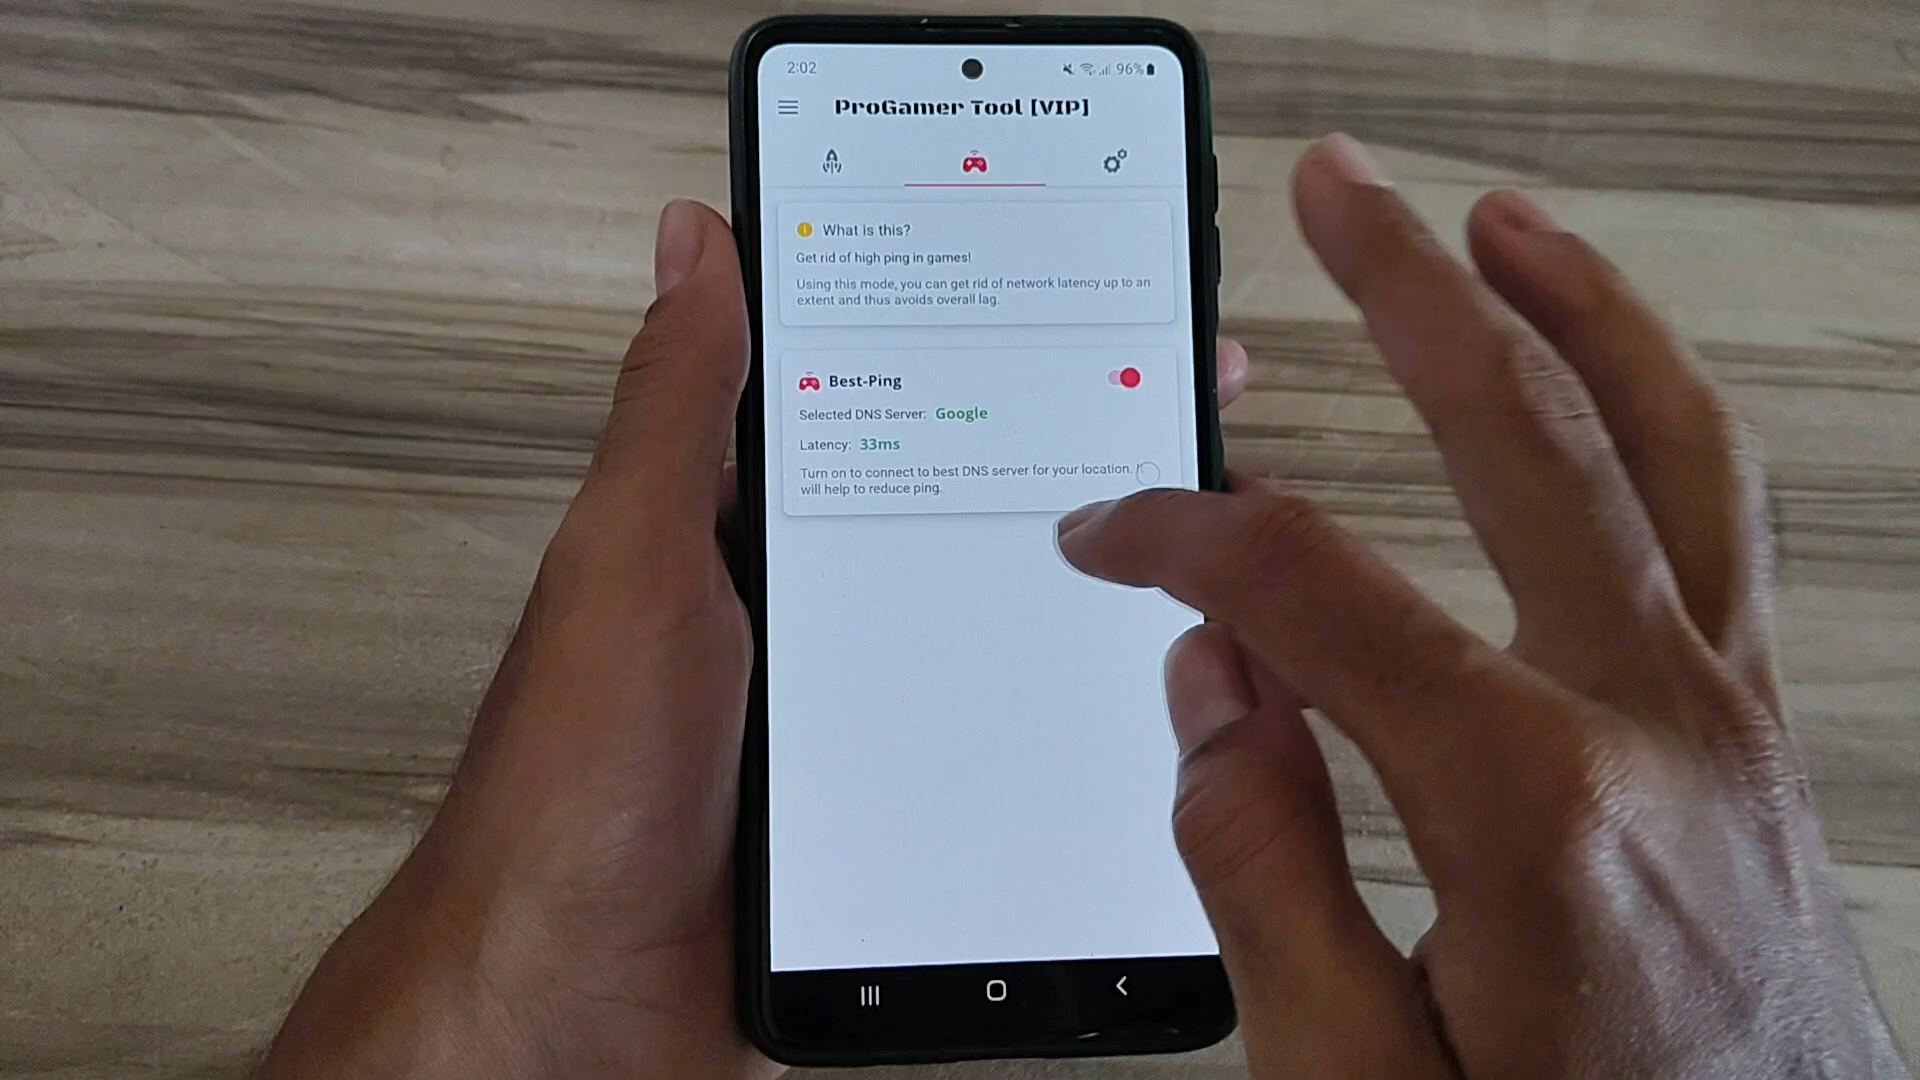 2:02
96%
ProGamer Tool [VIP]
What is this?
Get rid of high ping in games!
Using this mode, you can get rid of network latency up to an
extent and thus avoids overall lag.
Best-Ping
Selected DNS Server: Google
Latency: 33ms
Turn on to connect to best DNS server for your location. It
will help to reduce ping.